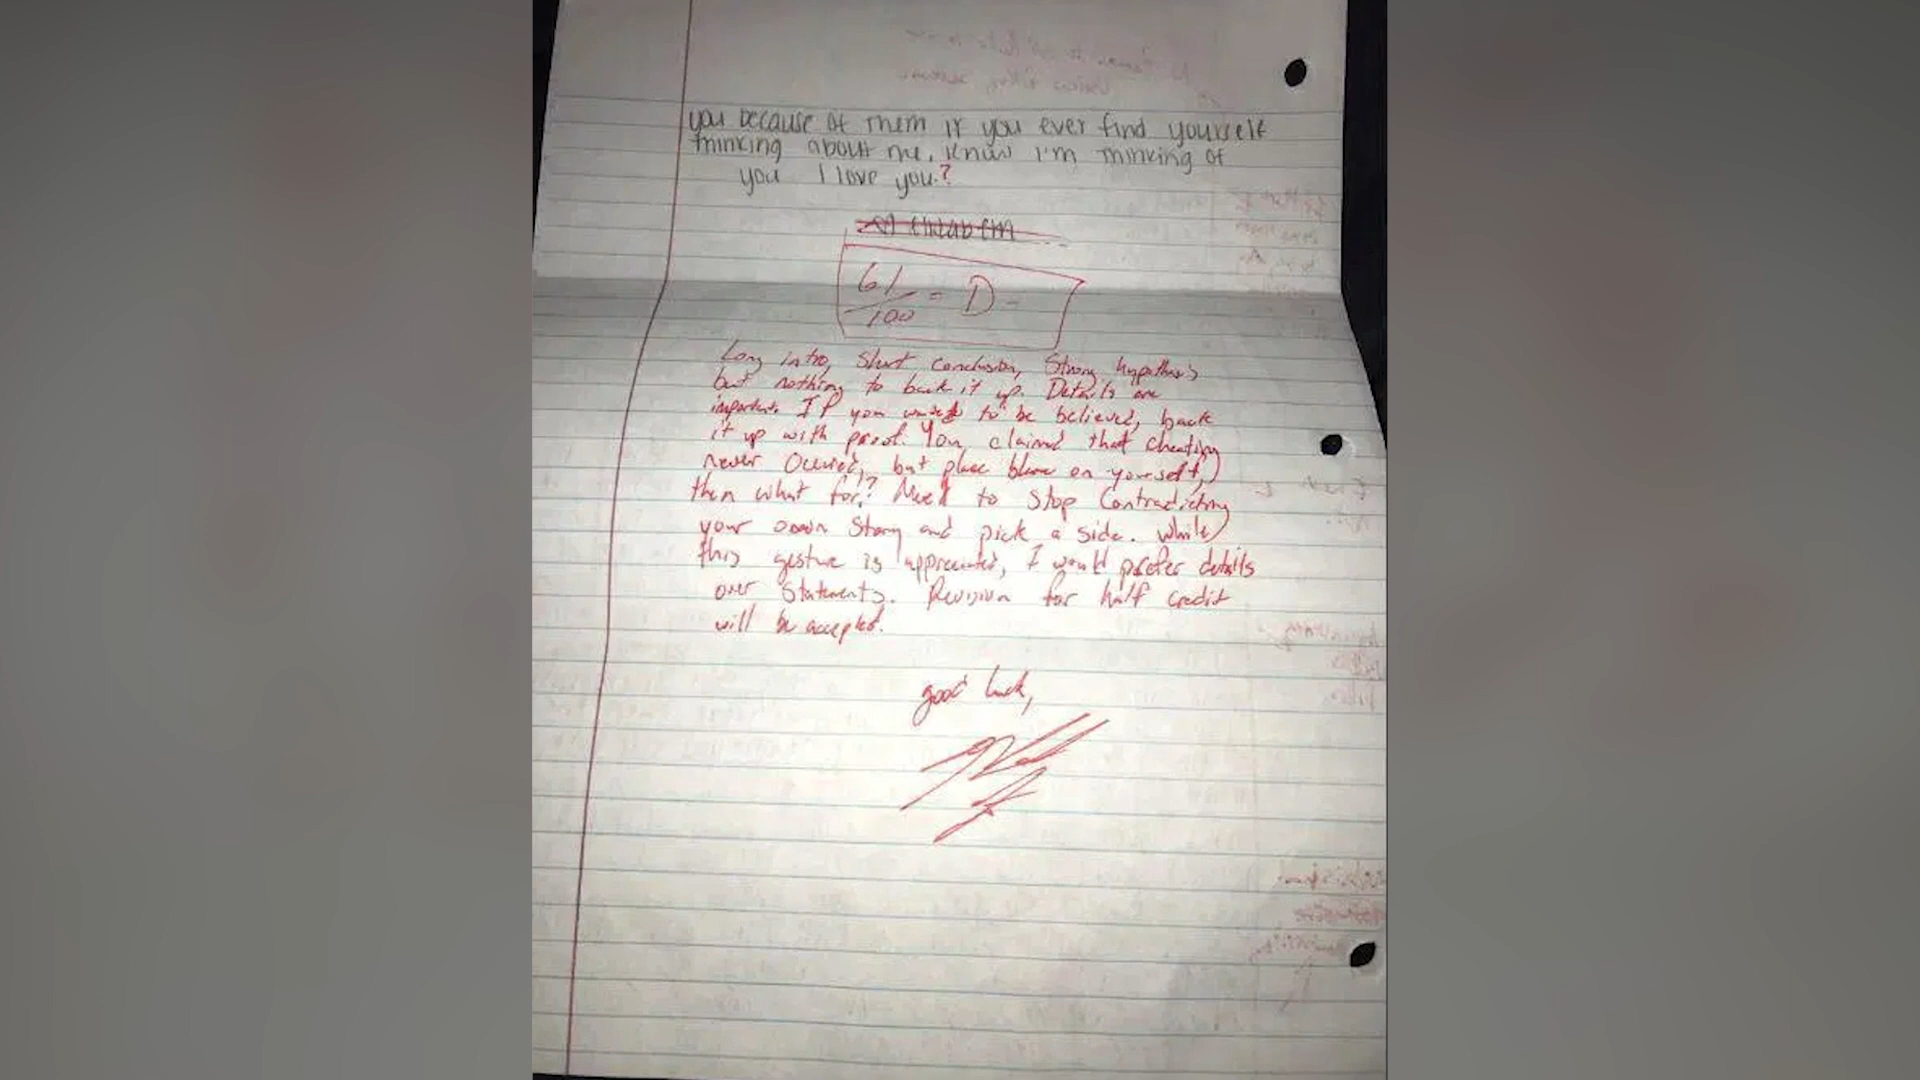 you because of them if you ever find yourself
thinking about me, know I'm thinking of
you I love you.?
61/100 = D-
Long intro, short conclusion, strong hypothesis
but nothing to back it up. Details are
important. If you want to be believed, back
it up with proof. You claimed that cheating
never occured, but place blame on yourself,
then what for!? Need to stop contradicting
your own story and pick a side. While
this gesture is appreciated, I would prefer details
over statements. Revision for half credit
will be accepted.
good luck,